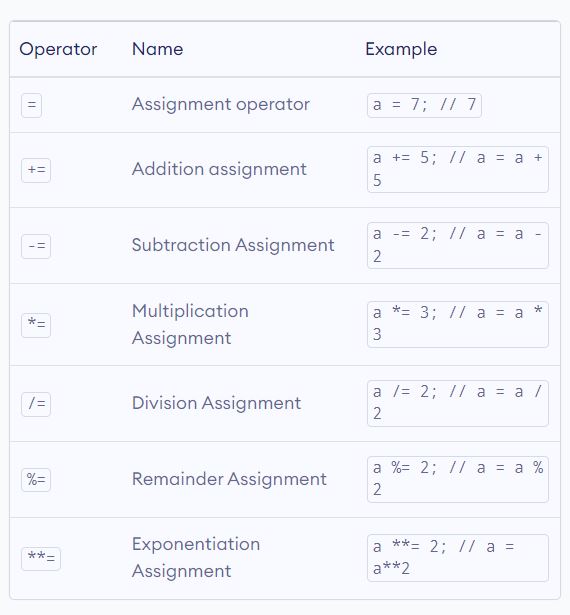 Operator Name Example
= Assignment operator a = 7; // 7
+= Addition assignment a += 5; // a = a +
5
-= Subtraction Assignment a -= 2; // a = a -
2
*= Multiplication
Assignment a *= 3; // a = a *
3
/= Division Assignment a /= 2; // a = a /
2
%= Remainder Assignment a %= 2; // a = a %
2
**= Exponentiation
Assignment a **= 2; // a =
a**2